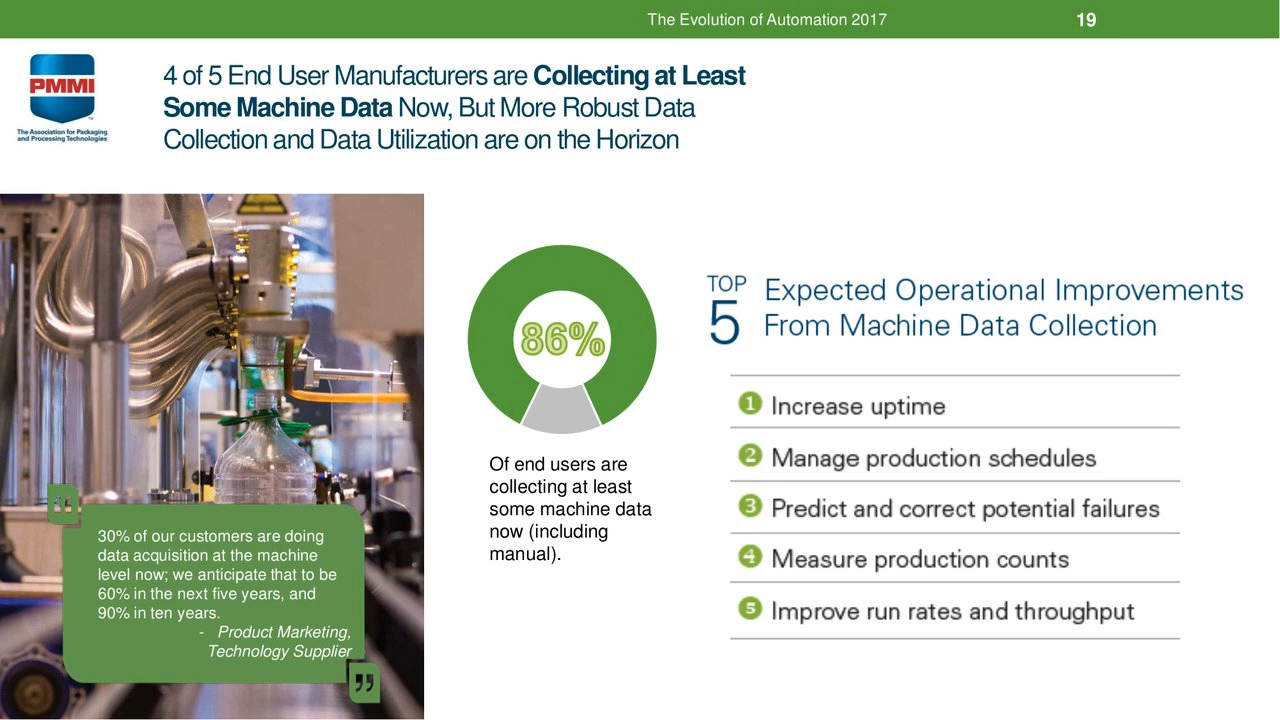 The Evolution of Automation 2017
19
PMMI
The Association for Packaging
and Processing Technologies
4 of 5 End User Manufacturers are Collecting at Least
Some Machine Data Now, But More Robust Data
Collection and Data Utilization are on the Horizon
“
30% of our customers are doing
data acquisition at the machine
level now; we anticipate that to be
60% in the next five years, and
90% in ten years.
- Product Marketing,
Technology Supplier
”
86%
Of end users are
collecting at least
some machine data
now (including
manual).
TOP
5
Expected Operational Improvements
From Machine Data Collection
1 Increase uptime
2 Manage production schedules
3 Predict and correct potential failures
4 Measure production counts
5 Improve run rates and throughput